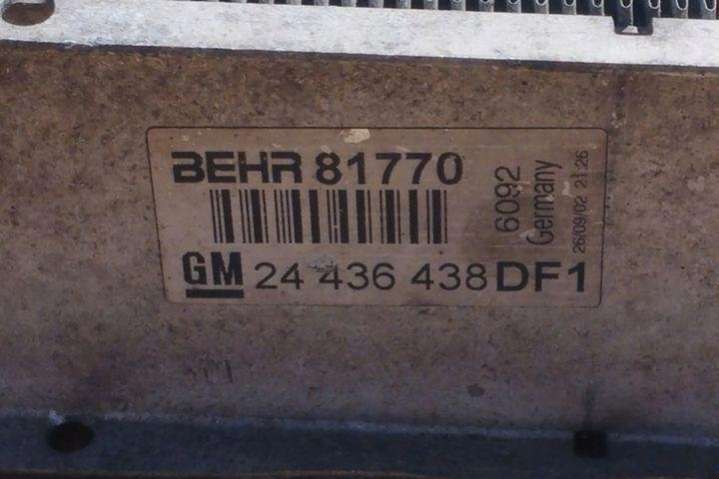 BEHR 81770
GM 24 436 438 DF1
6092
Germany
26/09/02 21 26